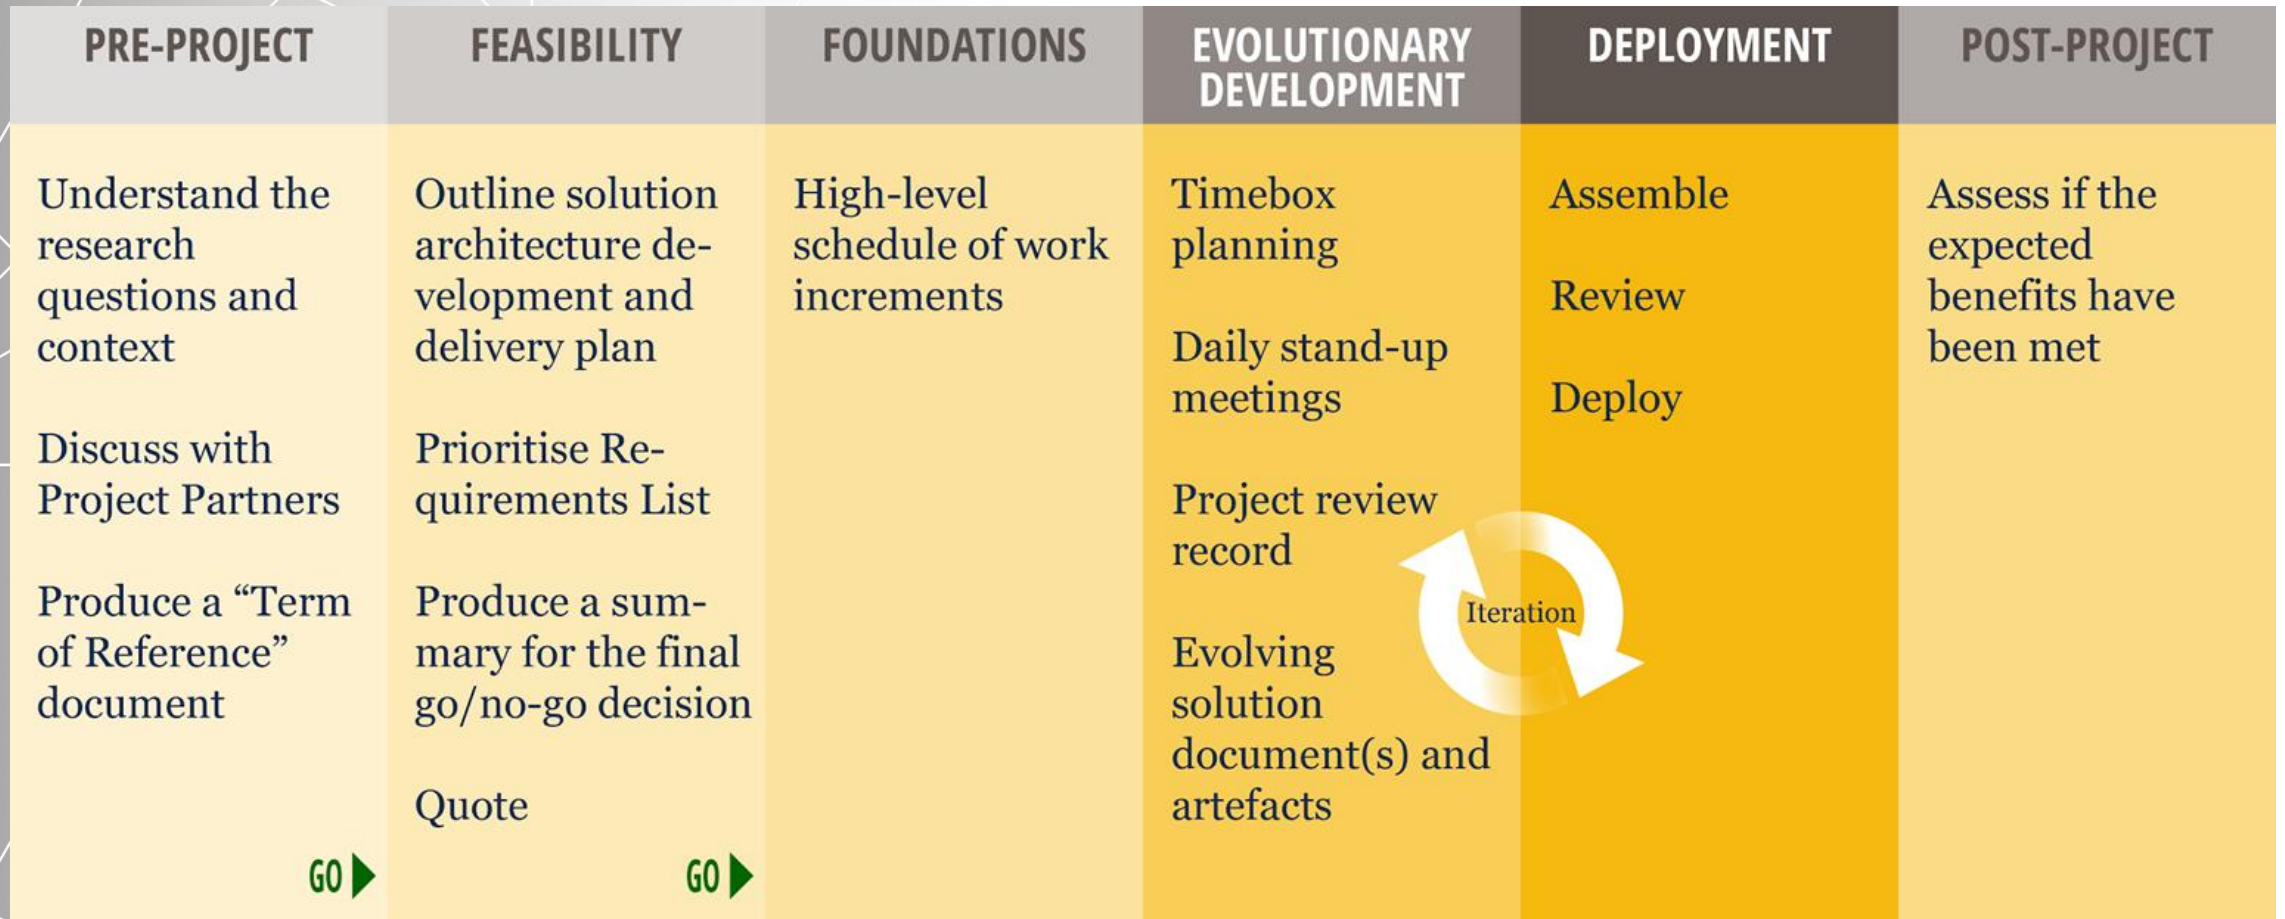 PRE-PROJECT
Understand the
research
questions and
context
Discuss with
Project Partners
Produce a “Term
of Reference”
document
GO
FEASIBILITY
Outline solution
architecture de-
velopment and
delivery plan
Prioritise Re-
quirements List
Produce a sum-
mary for the final
go/no-go decision
Quote
GO
FOUNDATIONS
High-level
schedule of work
increments
EVOLUTIONARY
DEVELOPMENT
Timebox
planning
Daily stand-up
meetings
Project review
record
Evolving
solution
document(s) and
artefacts
Iteration
DEPLOYMENT
Assemble
Review
Deploy
POST-PROJECT
Assess if the
expected
benefits have
been met